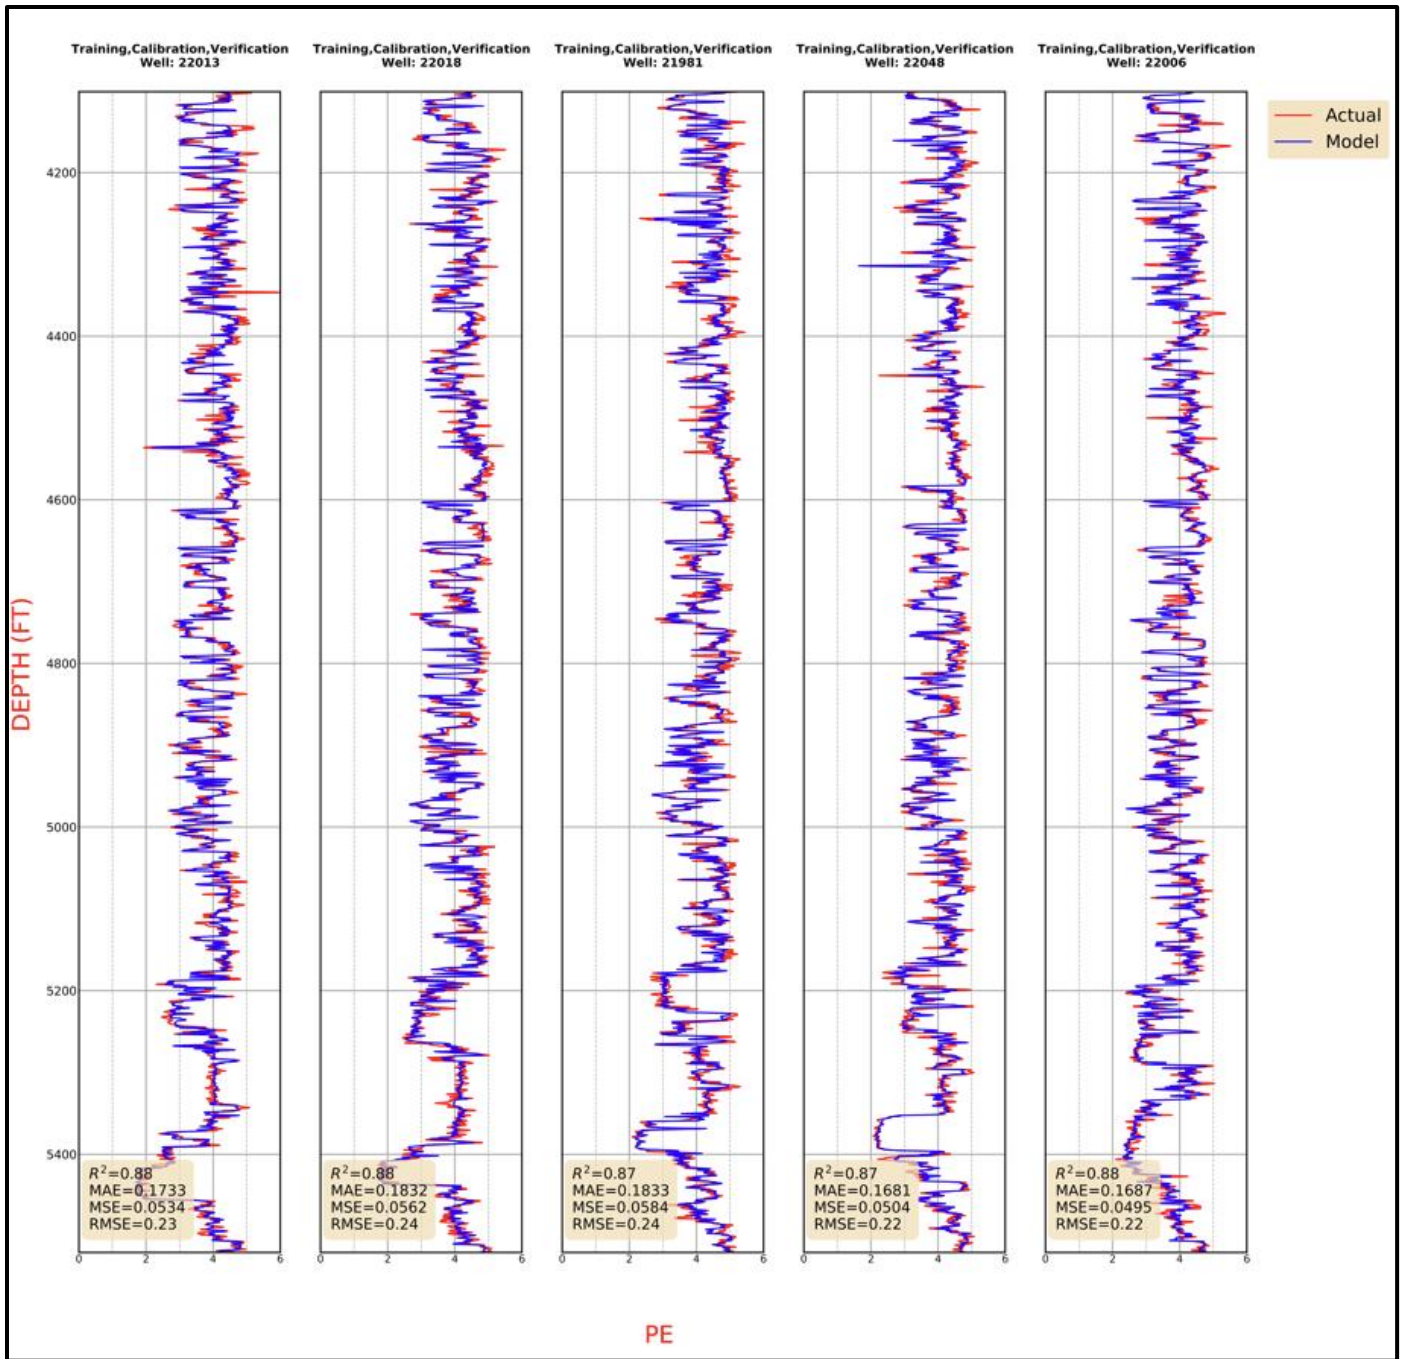 Training,Calibration,Verification
Well: 22013
Training,Calibration,Verification
Well: 22018
Training,Calibration,Verification
Well: 21981
Training,Calibration,Verification
Well: 22048
Training,Calibration,Verification
Well: 22006
Actual
Model
DEPTH (FT)
4200
4400
4600
4800
5000
5200
5400
R²=0.88
MAE=0.1733
MSE=0.0534
RMSE=0.23
R²=0.88
MAE=0.1832
MSE=0.0562
RMSE=0.24
R²=0.87
MAE=0.1833
MSE=0.0584
RMSE=0.24
R²=0.87
MAE=0.1681
MSE=0.0504
RMSE=0.22
R²=0.88
MAE=0.1687
MSE=0.0495
RMSE=0.22
0 2 4 6
0 2 4 6
0 2 4 6
0 2 4 6
0 2 4 6
PE